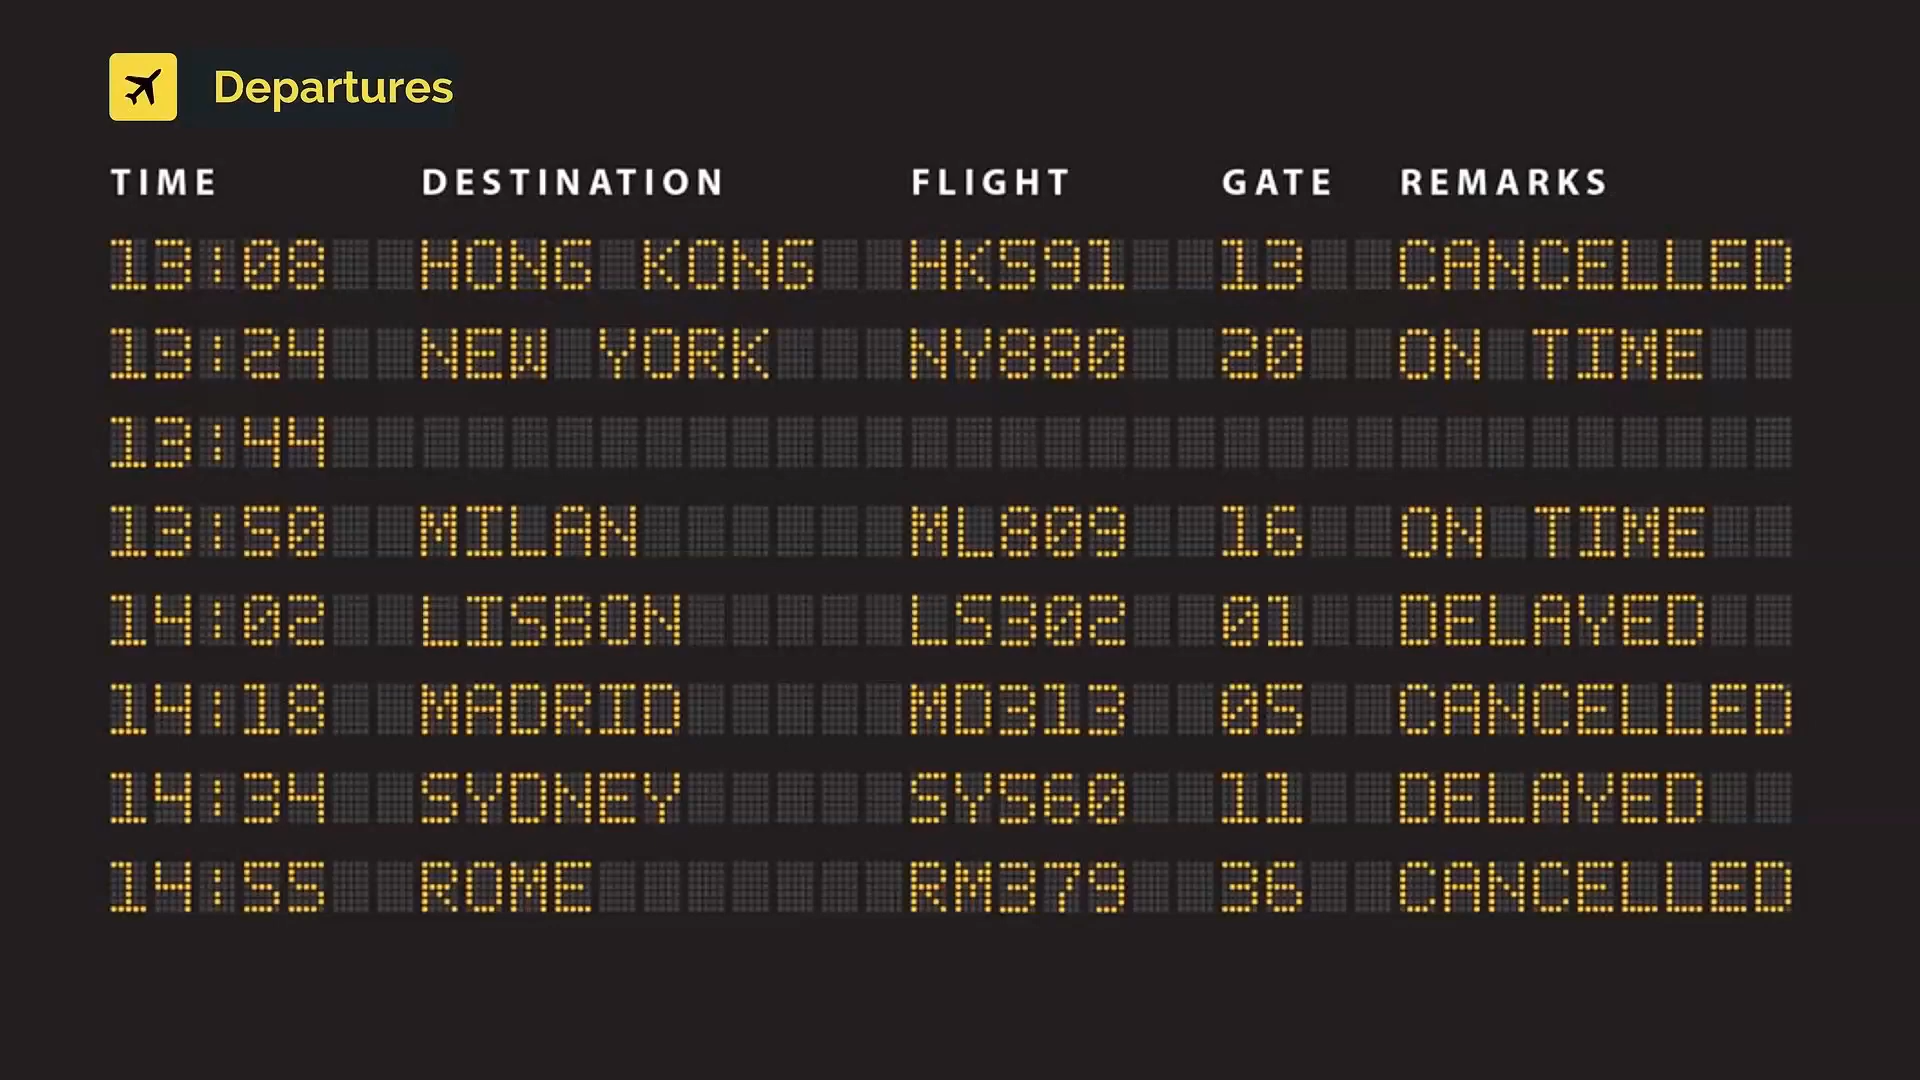 Departures
TIME DESTINATION FLIGHT GATE REMARKS
13:08 HONG KONG HK591 13 CANCELLED
13:24 NEW YORK NY880 20 ON TIME
13:44
13:50 MILAN ML809 16 ON TIME
14:02 LISBON LS302 01 DELAYED
14:18 MADRID MD313 05 CANCELLED
14:34 SYDNEY SY560 11 DELAYED
14:55 ROME RM379 36 CANCELLED